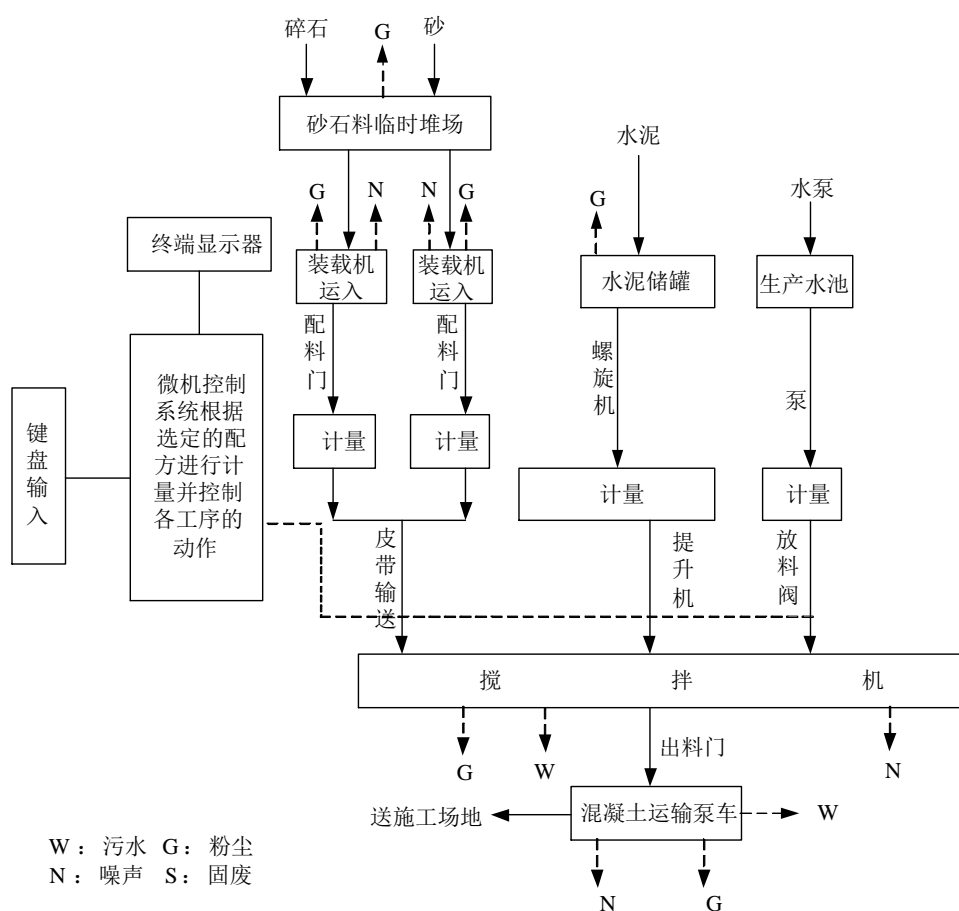 碎石
G
砂
砂石料临时堆场
水泥
水泵
G
N
N
G
G
终端显示器
装载机
运入
装载机
运入
水泥储罐
生产水池
配料门
配料门
螺旋机
泵
键盘输入
微机控制
系统根据
选定的配
方进行计
量并控制
各工序的
动作
计量
计量
计量
计量
皮带输送
提升机
放料阀
搅 拌 机
G
W
出料门
N
送施工场地
混凝土运输泵车
W
N
G
W：污水 G：粉尘
N：噪声 S：固废